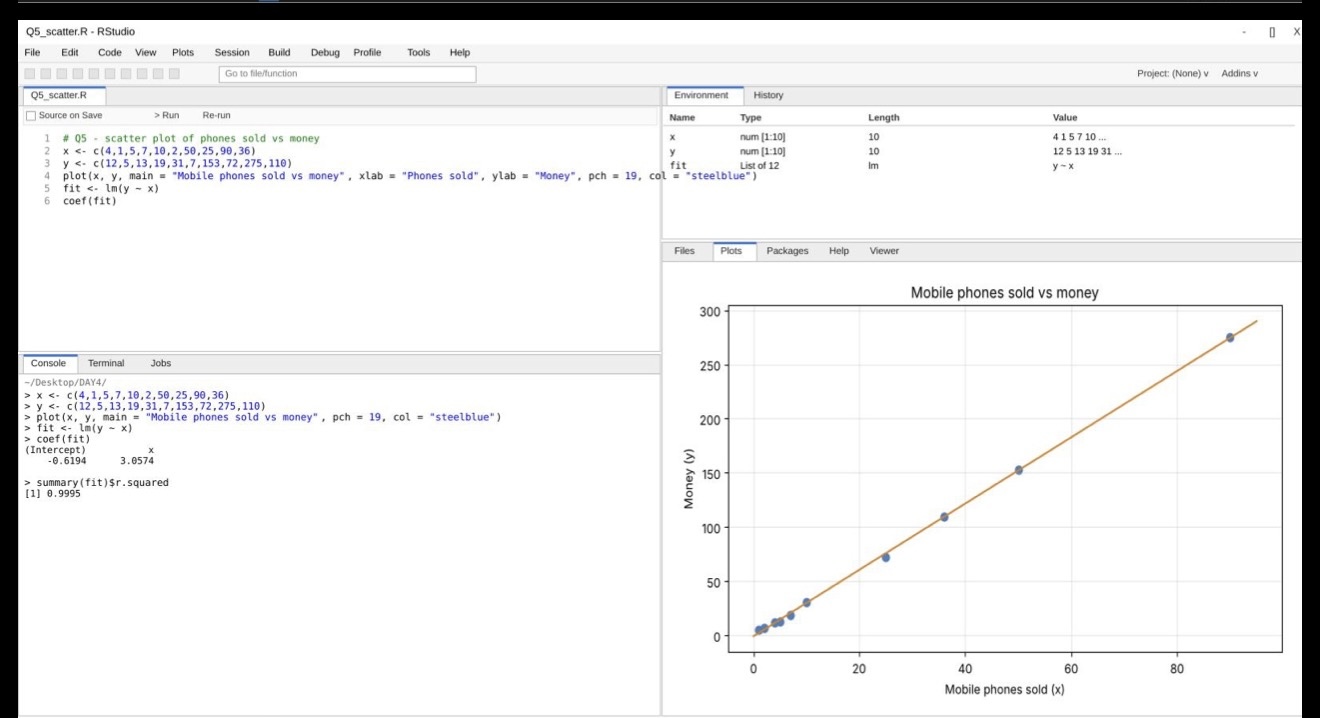 Q5_scatter.R - RStudio
- [] X
File Edit Code View Plots Session Build Debug Profile Tools Help
Go to file/function
Project: (None) v Addins v
Q5_scatter.R
Source on Save > Run Re-run
1 # Q5 - scatter plot of phones sold vs money
2 x <- c(4,1,5,7,10,2,50,25,90,36)
3 y <- c(12,5,13,19,31,7,153,72,275,110)
4 plot(x, y, main = "Mobile phones sold vs money", xlab = "Phones sold", ylab = "Money", pch = 19, col = "steelblue")
5 fit <- lm(y ~ x)
6 coef(fit)
Console Terminal Jobs
~/Desktop/DAY4/
> x <- c(4,1,5,7,10,2,50,25,90,36)
> y <- c(12,5,13,19,31,7,153,72,275,110)
> plot(x, y, main = "Mobile phones sold vs money", pch = 19, col = "steelblue")
> fit <- lm(y ~ x)
> coef(fit)
(Intercept) x
-0.6194 3.0574
> summary(fit)$r.squared
[1] 0.9995
Environment History
Name Type Length Value
x num [1:10] 10 4 1 5 7 10 ...
y num [1:10] 10 12 5 13 19 31 ...
fit List of 12 lm y ~ x
Files Plots Packages Help Viewer
Mobile phones sold vs money
300
250
200
150
100
50
0
Money (y)
0 20 40 60 80
Mobile phones sold (x)